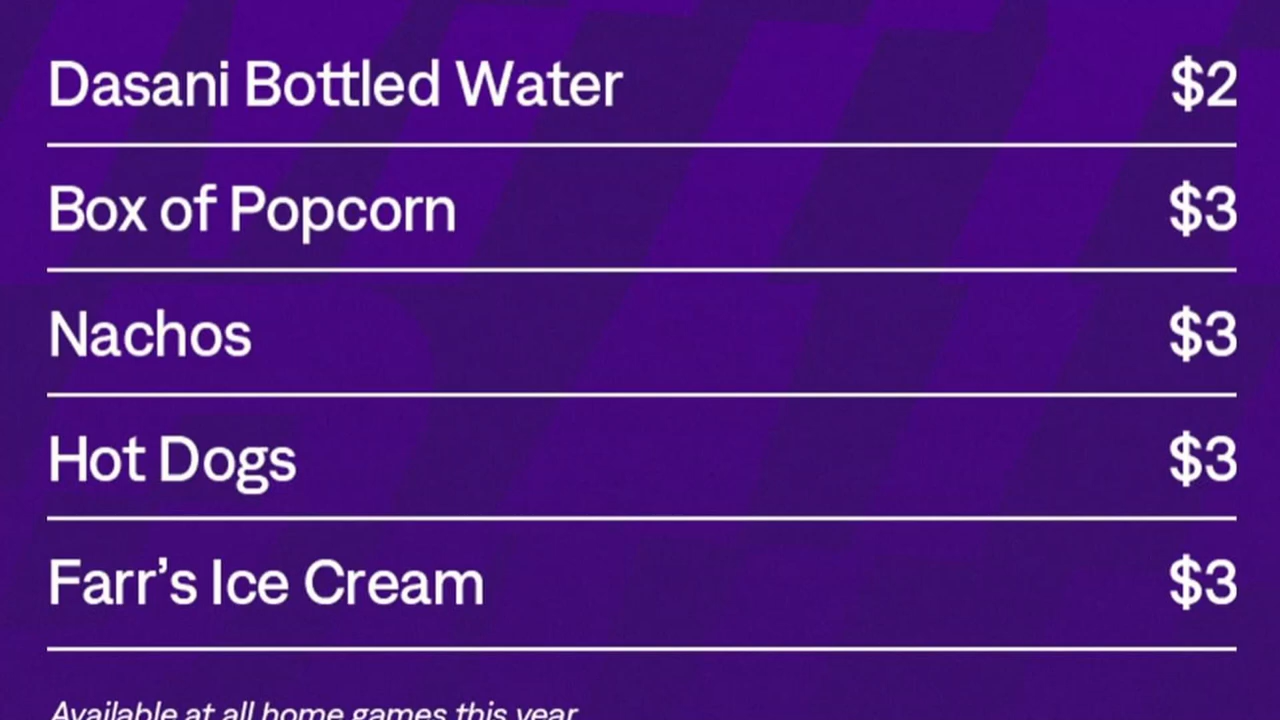 Dasani Bottled Water $2
Box of Popcorn $3
Nachos $3
Hot Dogs $3
Farr’s Ice Cream $3
Available at all home games this year